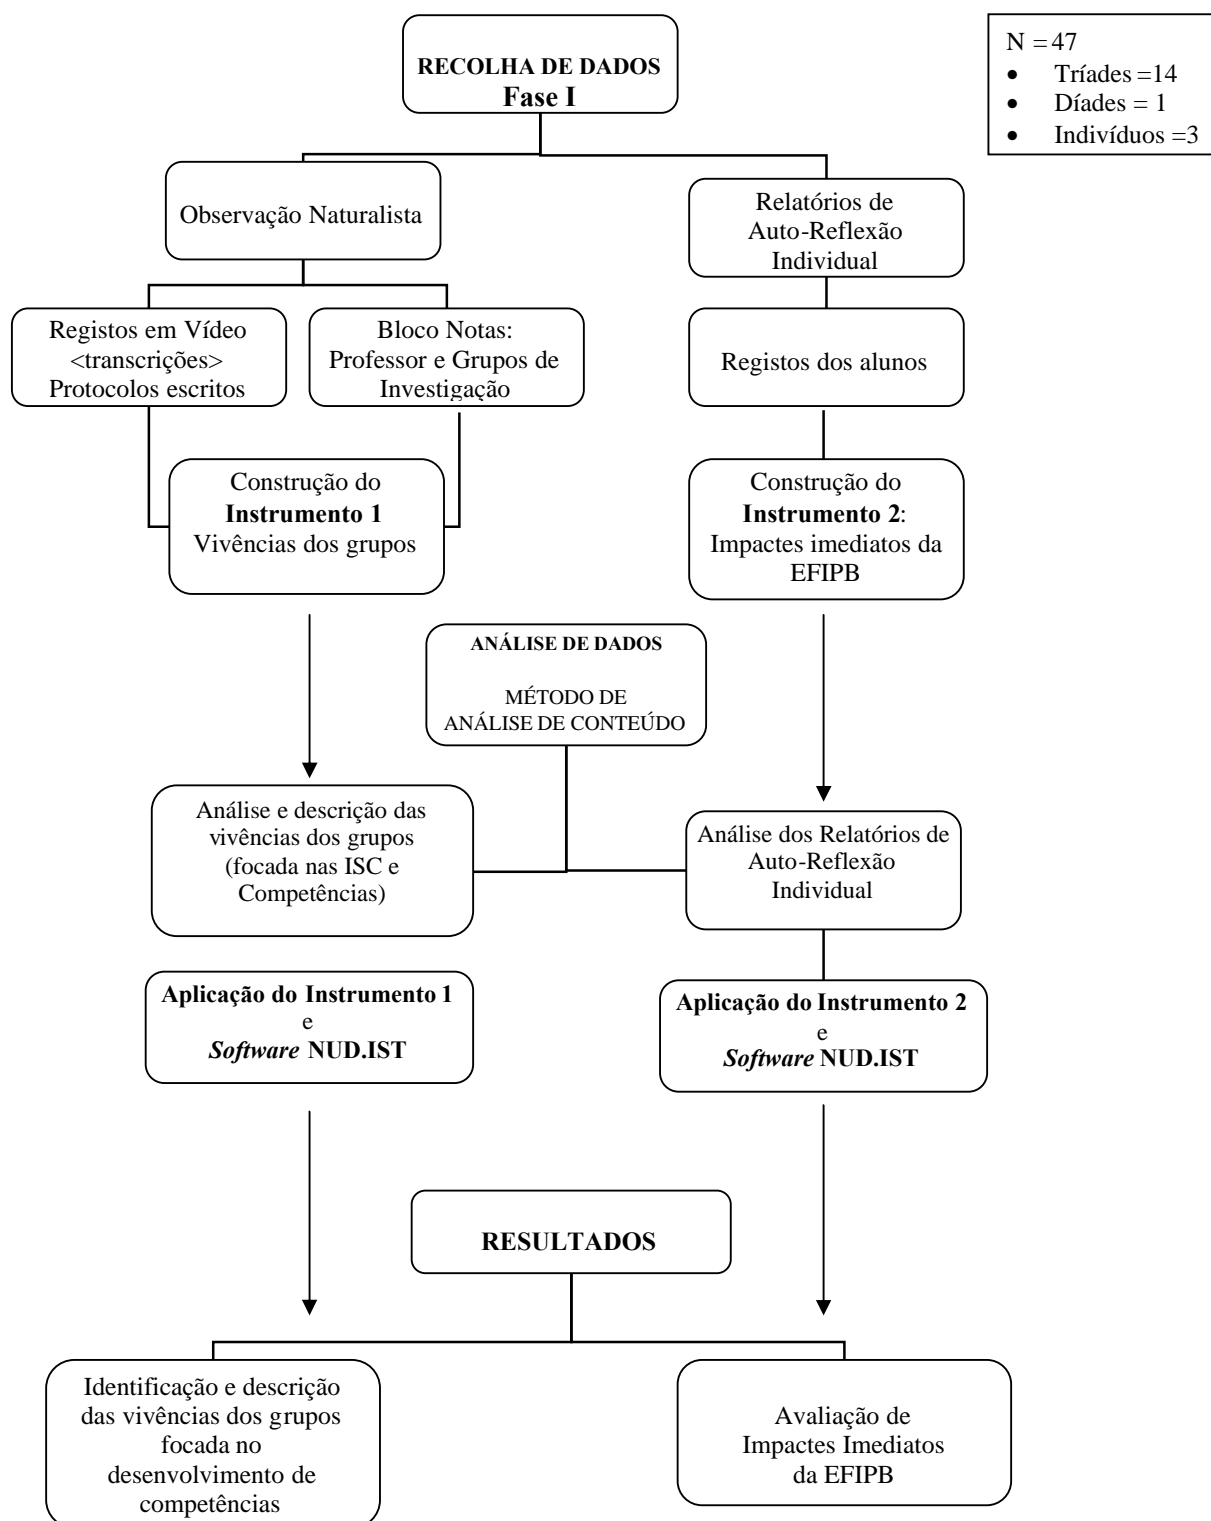 RECOLHA DE DADOS
Fase I
N = 47
• Tríades =14
• Díades = 1
• Indivíduos =3
Observação Naturalista
Relatórios de
Auto-Reflexão
Individual
Registos em Vídeo
<transcrições>
Protocolos escritos
Bloco Notas:
Professor e Grupos de
Investigação
Registos dos alunos
Construção do
Instrumento 1
Vivências dos grupos
Construção do
Instrumento 2:
Impactes imediatos da
EFIPB
ANÁLISE DE DADOS
MÉTODO DE
ANÁLISE DE CONTEÚDO
Análise e descrição das
vivências dos grupos
(focada nas ISC e
Competências)
Análise dos Relatórios de
Auto-Reflexão
Individual
Aplicação do Instrumento 1
e
Software NUD.IST
Aplicação do Instrumento 2
e
Software NUD.IST
RESULTADOS
Identificação e descrição
das vivências dos grupos
focada no
desenvolvimento de
competências
Avaliação de
Impactes Imediatos
da EFIPB